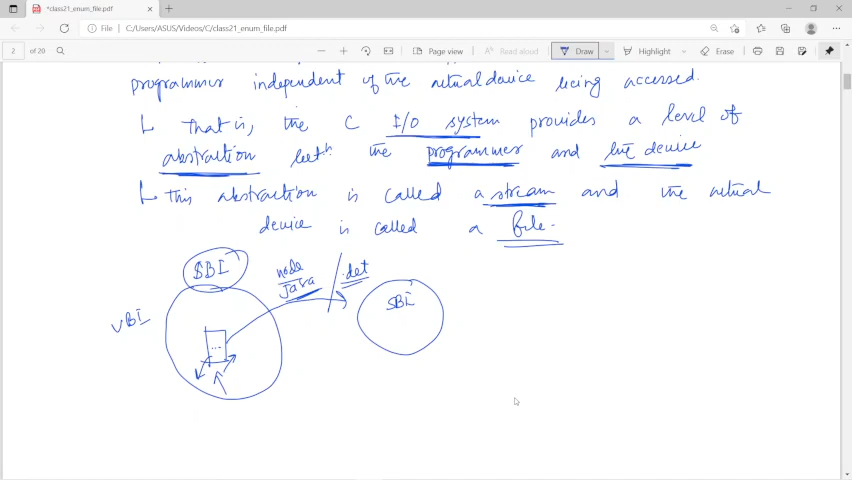 *class21_enum_file.pdf
File C:/Users/ASUS/Videos/C/class21_enum_file.pdf
2 of 20 Page view Read aloud Draw Highlight Erase
programmer independent of the actual device being accessed.
That is, the C I/O system provides a level of
abstraction betn the programmer and the device
This abstraction is called a stream and the actual
device is called a file.
SBI
node
java
.det
VBI
SBI
...